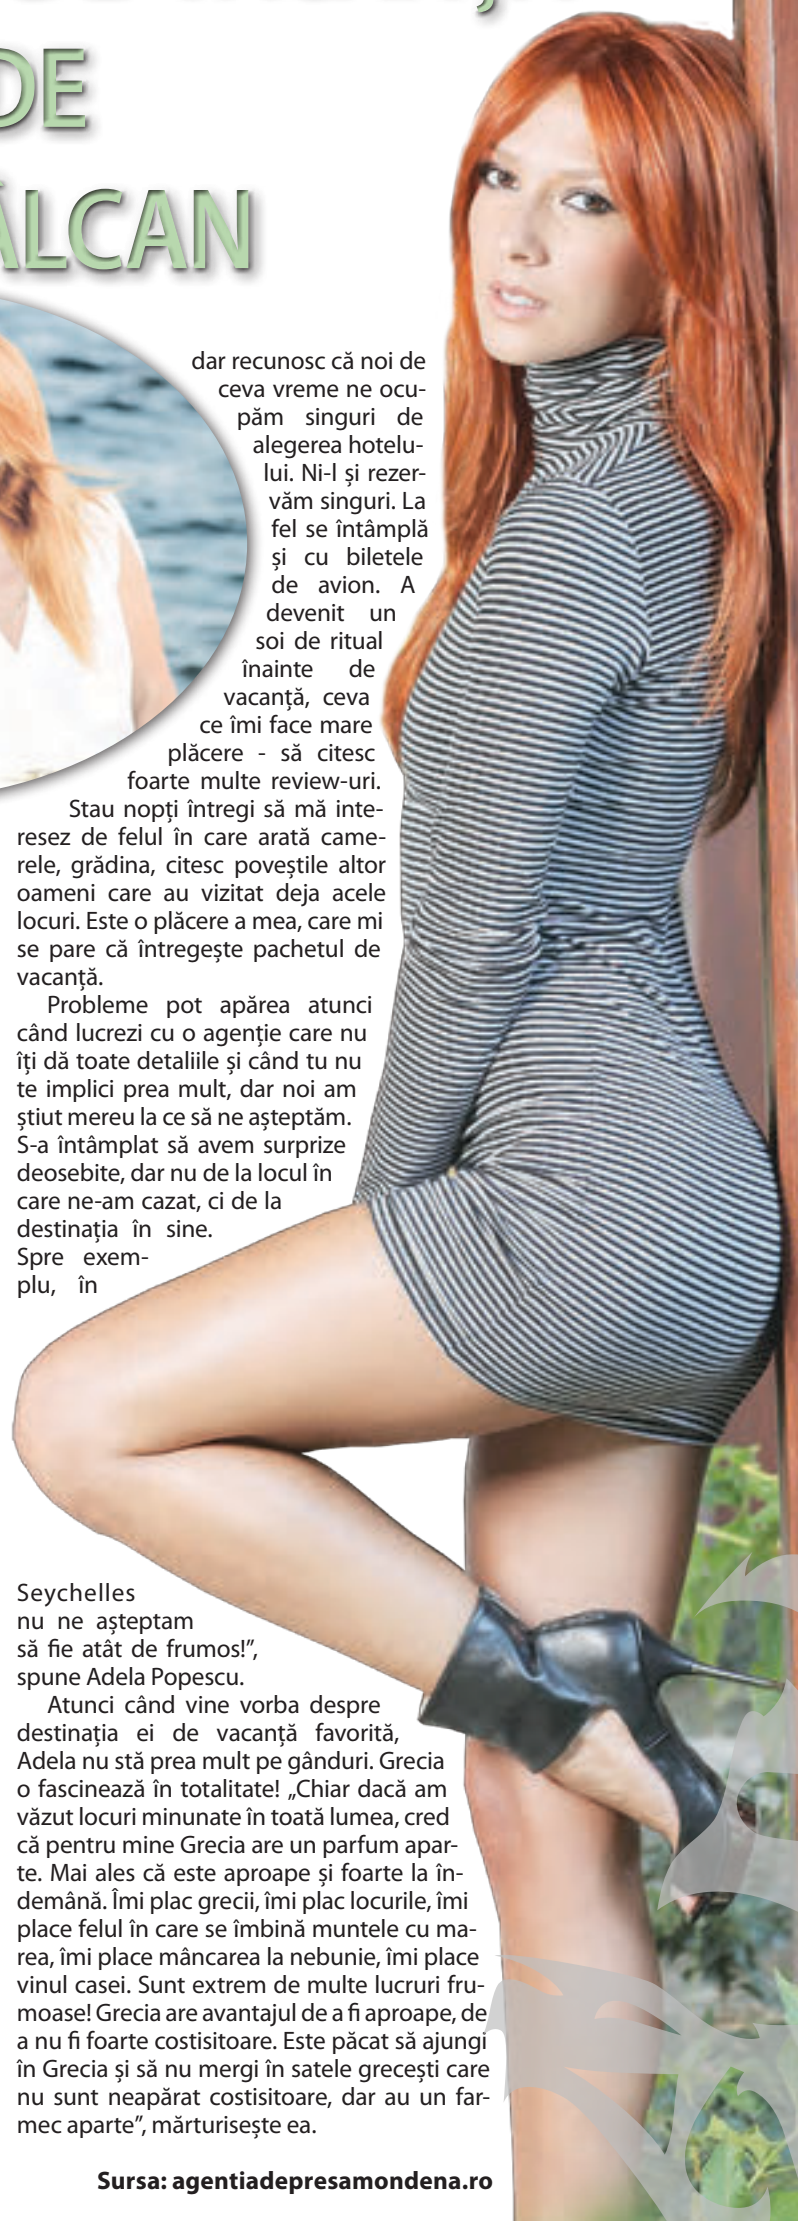 DE
ĂLCAN
dar recunosc că noi de
ceva vreme ne ocu-
păm singuri de
alegerea hotelu-
lui. Ni-l și rezer-
văm singuri. La
fel se întâmplă
și cu biletele
de avion. A
devenit un
soi de ritual
înainte de
vacanță, ceva
ce îmi face mare
plăcere - să citesc
foarte multe review-uri.
Stau nopți întregi să mă inte-
resez de felul în care arată came-
rele, grădina, citesc poveștile altor
oameni care au vizitat deja acele
locuri. Este o plăcere a mea, care mi
se pare că întregește pachetul de
vacanță.
Probleme pot apărea atunci
când lucrezi cu o agenție care nu
îți dă toate detaliile și când tu nu
te implici prea mult, dar noi am
știut mereu la ce să ne așteptăm.
S-a întâmplat să avem surprize
deosebite, dar nu de la locul în
care ne-am cazat, ci de la
destinația în sine.
Spre exem-
plu, în
Seychelles
nu ne așteptam
să fie atât de frumos!”,
spune Adela Popescu.
Atunci când vine vorba despre
destinația ei de vacanță favorită,
Adela nu stă prea mult pe gânduri. Grecia
o fascinează în totalitate! „Chiar dacă am
văzut locuri minunate în toată lumea, cred
că pentru mine Grecia are un parfum apar-
te. Mai ales că este aproape și foarte la în-
demână. Îmi plac grecii, îmi plac locurile, îmi
place felul în care se îmbină muntele cu ma-
rea, îmi place mâncarea la nebunie, îmi place
vinul casei. Sunt extrem de multe lucruri fru-
moase! Grecia are avantajul de a fi aproape, de
a nu fi foarte costisitoare. Este păcat să ajungi
în Grecia și să nu mergi în satele grecești care
nu sunt neapărat costisitoare, dar au un far-
mec aparte”, mărturisește ea.
Sursa: agentiadepresamondena.ro